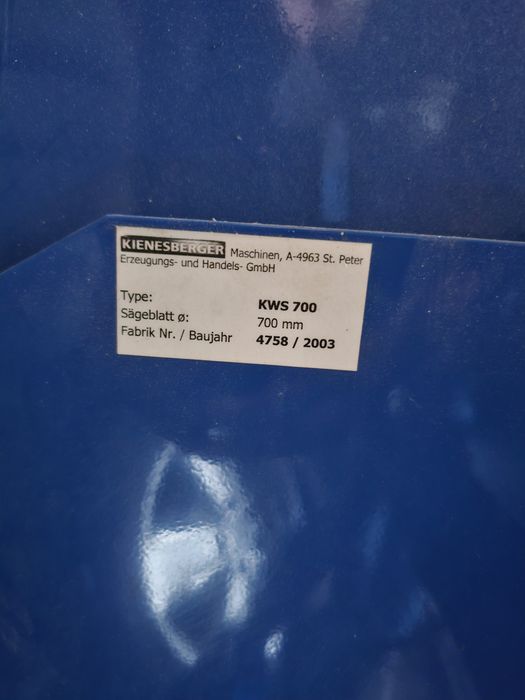 KIENESBERGER Maschinen, A-4963 St. Peter
Erzeugungs- und Handels- GmbH
Type: KWS 700
Sägeblatt ø: 700 mm
Fabrik Nr. / Baujahr 4758 / 2003